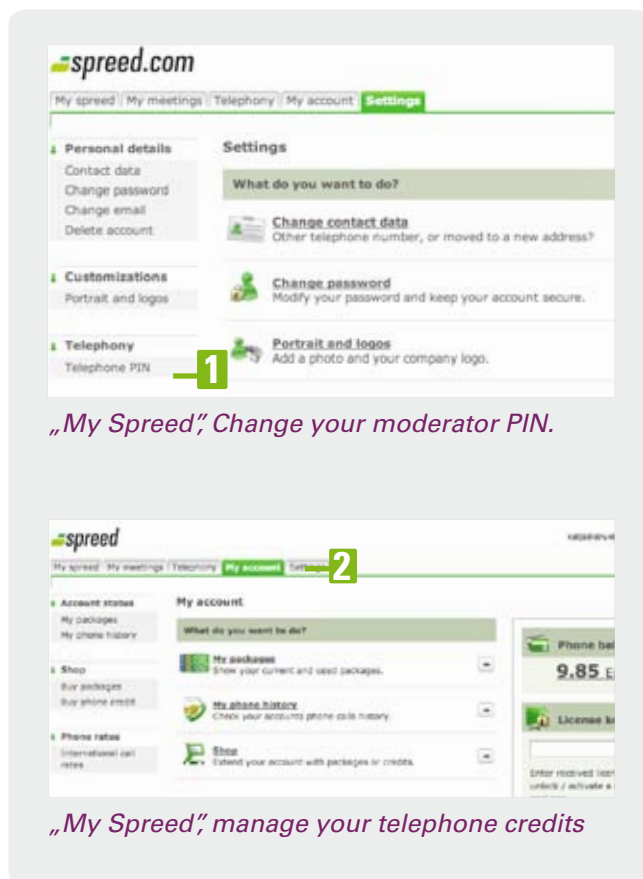 spreed.com
My spreed My meetings Telephony My account Settings
Personal details
Contact data
Change password
Change email
Delete account
Customizations
Portrait and logos
Telephony
Telephone PIN
1
Settings
What do you want to do?
Change contact data
Other telephone number, or moved to a new address?
Change password
Modify your password and keep your account secure.
Portrait and logos
Add a photo and your company logo.
„My Spreed”, Change your moderator PIN.
spreed
My spreed My meetings Telephony My account
2
Account status
My packages
My phone history
Shop
Buy packages
Buy phone credit
Phone rates
International call
rates
My account
What do you want to do?
My packages
Show your current and used packages.
My phone history
Check your accounts phone calls history.
Shop
Extend your account with packages or credits.
Phone
9.85
License
Enter received
unlock / activate a
„My Spreed”, manage your telephone credits